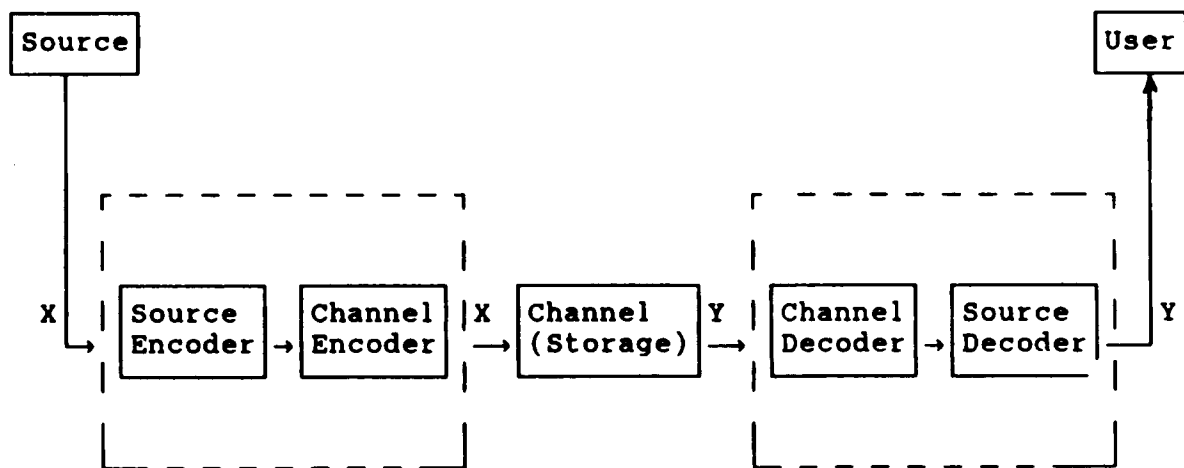 Source
User
X
Source
Encoder
Channel
Encoder
X
Channel
(Storage)
Y
Channel
Decoder
Source
Decoder
Y